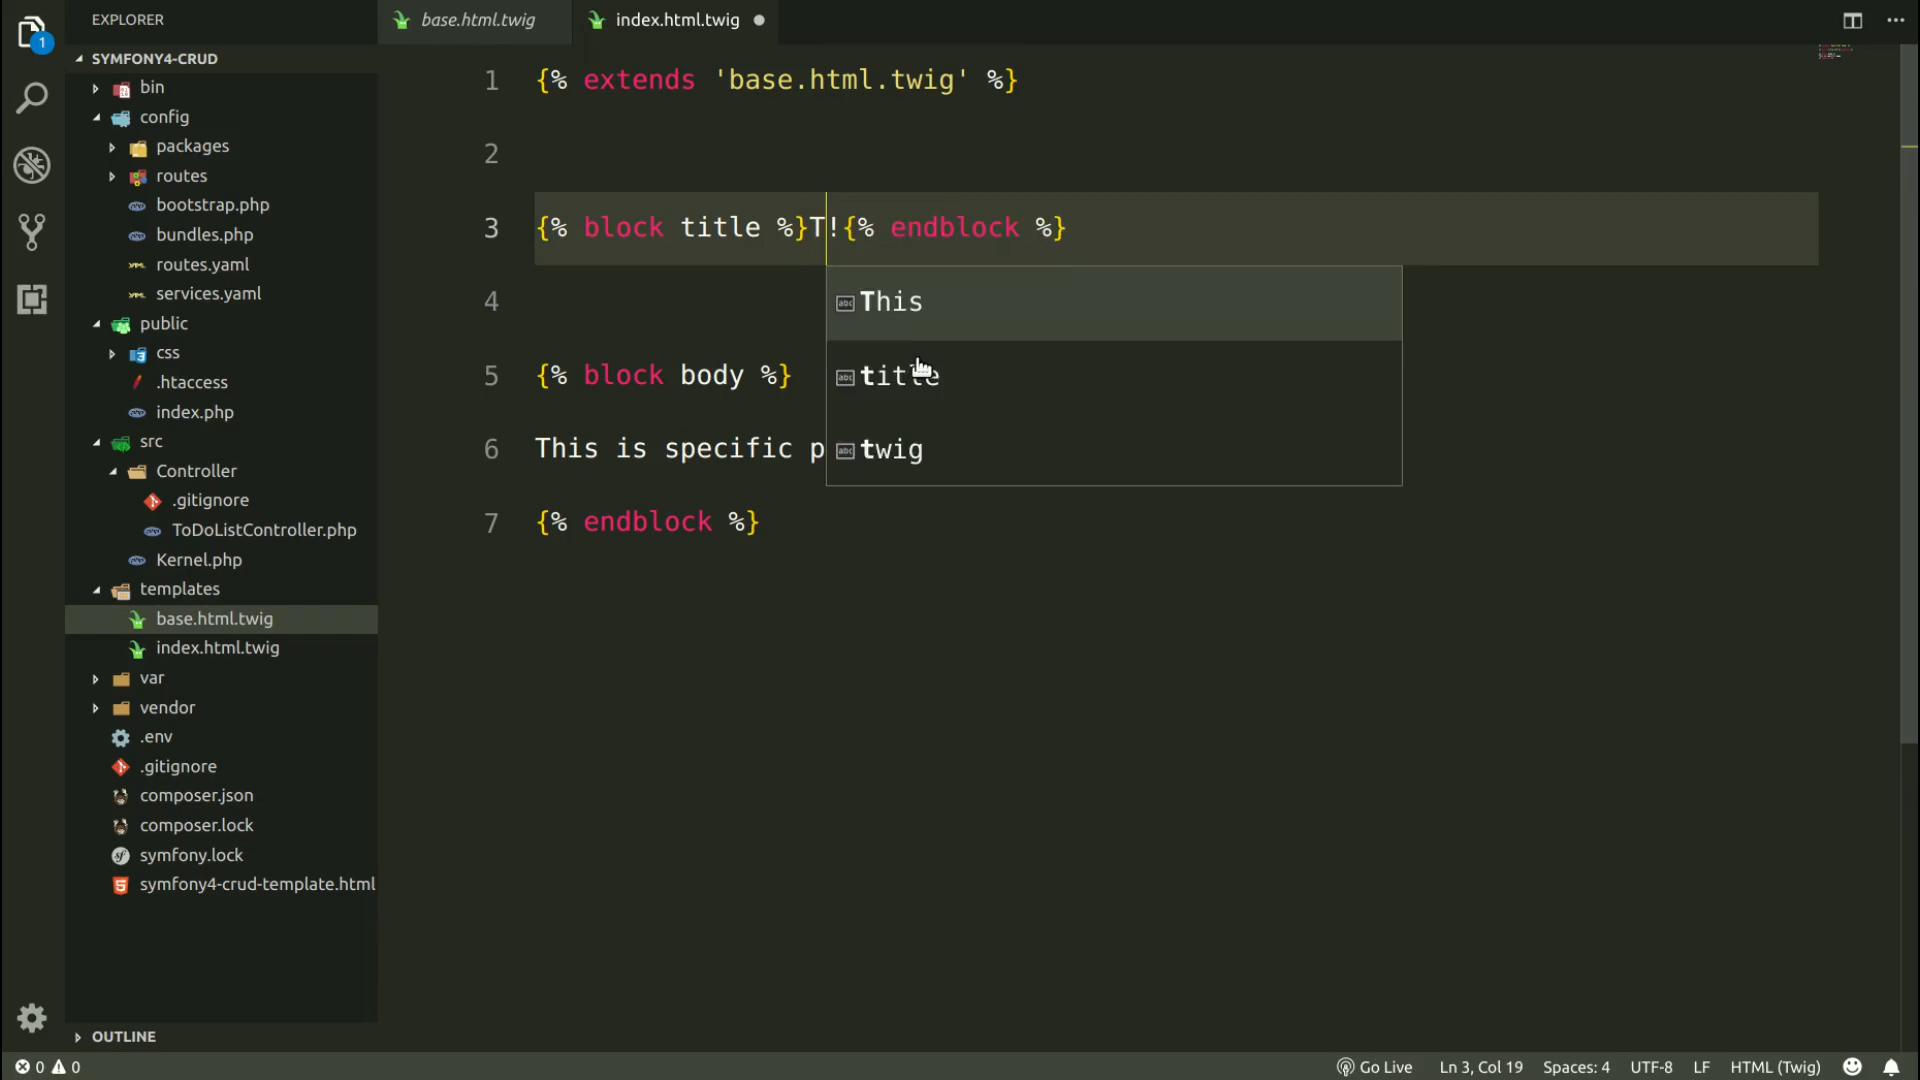 EXPLORER
base.html.twig
index.html.twig
1
SYMFONY4-CRUD
bin
config
packages
routes
bootstrap.php
bundles.php
routes.yaml
services.yaml
public
css
.htaccess
index.php
src
Controller
.gitignore
ToDoListController.php
Kernel.php
templates
base.html.twig
index.html.twig
var
vendor
.env
.gitignore
composer.json
composer.lock
symfony.lock
symfony4-crud-template.html
OUTLINE
1 {% extends 'base.html.twig' %}
2
3 {% block title %}T!{% endblock %}
4
5 {% block body %}
6 This is specific p
7 {% endblock %}
This
title
twig
0 0
Go Live
Ln 3, Col 19
Spaces: 4
UTF-8
LF
HTML (Twig)